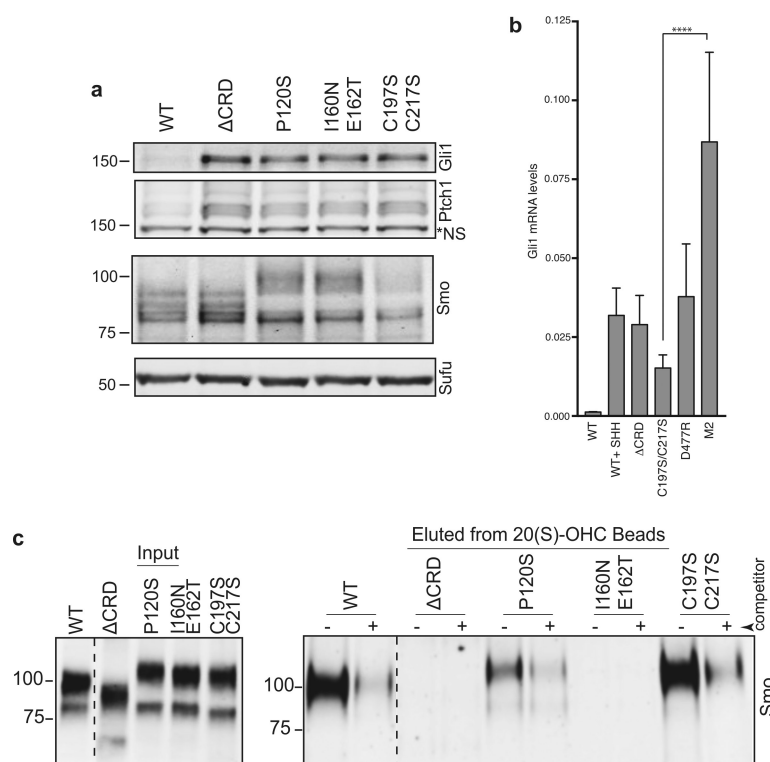 a
WT
ΔCRD
P120S
I160N
E162T
C197S
C217S
150
Gli1
150
Ptch1
*NS
100
75
Smo
50
Sufu
b
****
0.125
0.100
0.075
0.050
0.025
0.000
Gli1 mRNA levels
WT
WT+ SHH
ΔCRD
C197S/C217S
D477R
M2
c
Input
WT
ΔCRD
P120S
I160N
E162T
C197S
C217S
100
75
Eluted from 20(S)-OHC Beads
WT
ΔCRD
P120S
I160N
E162T
C197S
C217S
- + - + - + - + - +
competitor
100
75
Smo